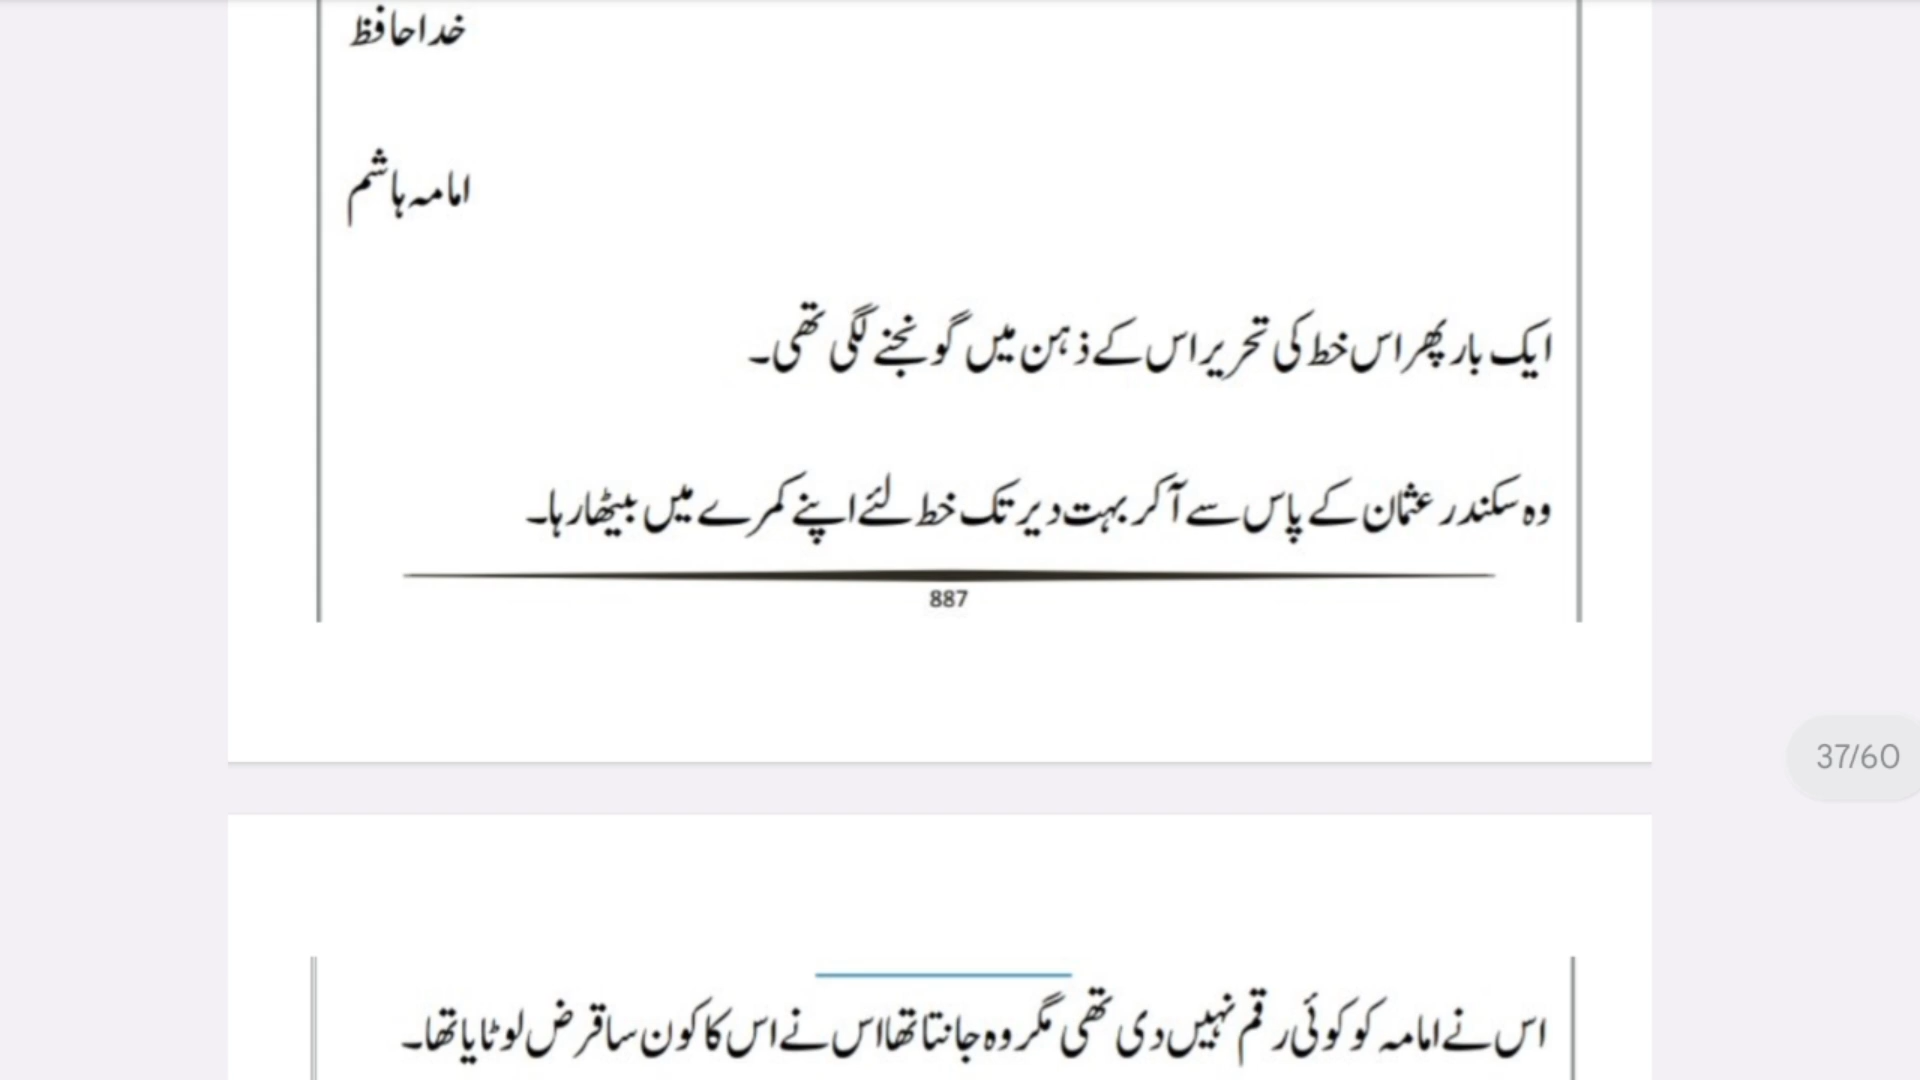 خدا حافظ
امامہ ہاشم
ایک بار پھر اس خط کی تحریر اس کے ذہن میں گونجنے لگی تھی۔
وہ سکندر عثمان کے پاس سے آکر بہت دیر تک خط لئے اپنے کمرے میں بیٹھا رہا۔
887
37/60
اس نے امامہ کو کوئی رقم نہیں دی تھی مگر وہ جانتا تھا اس نے اس کا کون سا قرض لوٹایا تھا۔